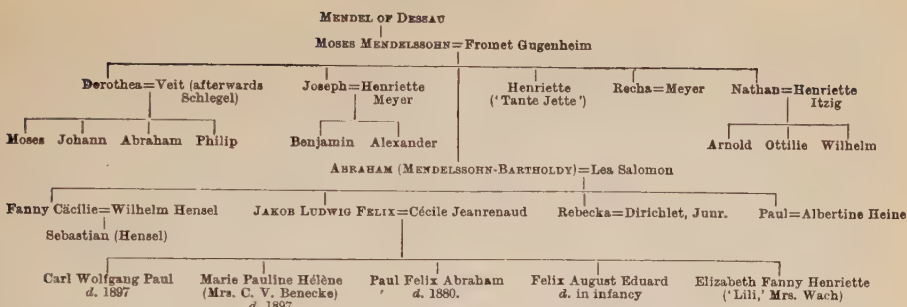 MENDEL OF DESSAU
MOSES MENDELSSOHN=Fromet Gugenheim
Dorothea=Veit (afterwards
Schlegel)
Joseph=Henriette
Meyer
Henriette
('Tante Jette')
Recha=Meyer
Nathan=Henriette
Itzig
Moses Johann Abraham Philip
Benjamin Alexander
Arnold Ottilie Wilhelm
ABRAHAM (MENDELSSOHN-BARTHOLDY)=Lea Salomon
Fanny Cäcilie=Wilhelm Hensel
JAKOB LUDWIG FELIX=Cécile Jeanrenaud
Rebecka=Dirichlet, Junr.
Paul=Albertine Heine
Sebastian (Hensel)
Carl Wolfgang Paul
d. 1897
Marie Pauline Hélène
(Mrs. C. V. Benecke)
d. 1897
Paul Felix Abraham
d. 1880.
Felix August Eduard
d. in infancy
Elizabeth Fanny Henriette
('Lili,' Mrs. Wach)